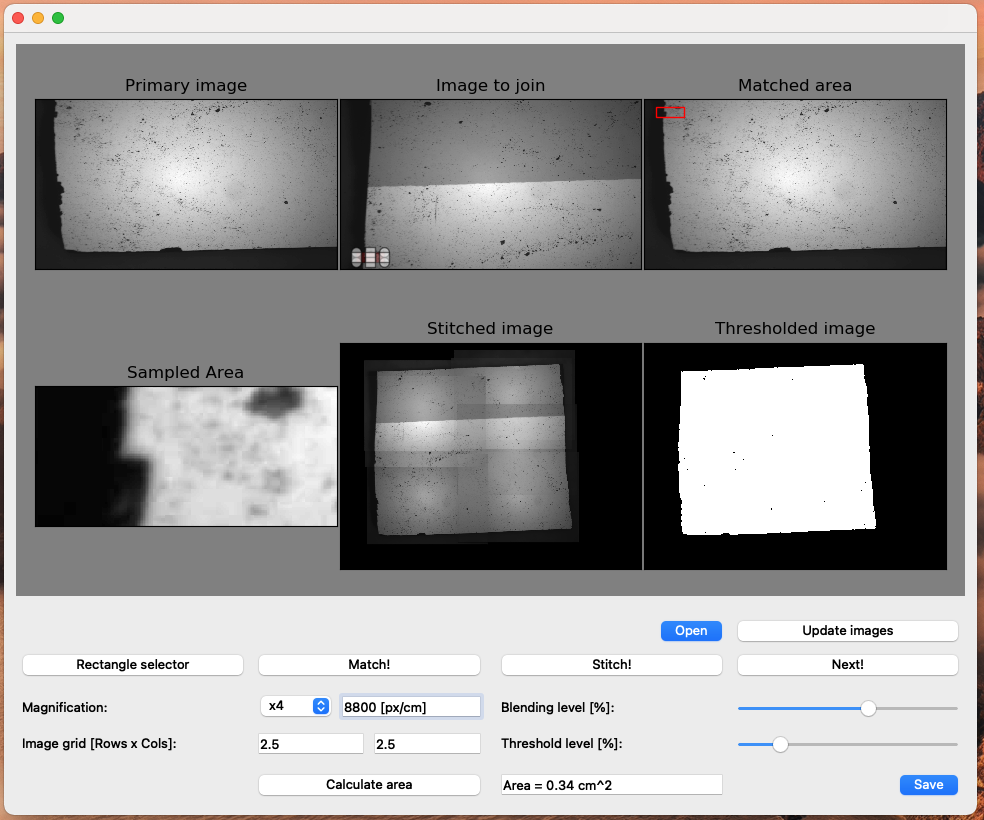 Primary image
Image to join
Matched area
Sampled Area
Stitched image
Thresholded image
Open
Update images
Rectangle selector
Match!
Stitch!
Next!
Magnification:
x4
8800 [px/cm]
Blending level [%]:
Image grid [Rows x Cols]:
2.5
2.5
Threshold level [%]:
Calculate area
Area = 0.34 cm^2
Save